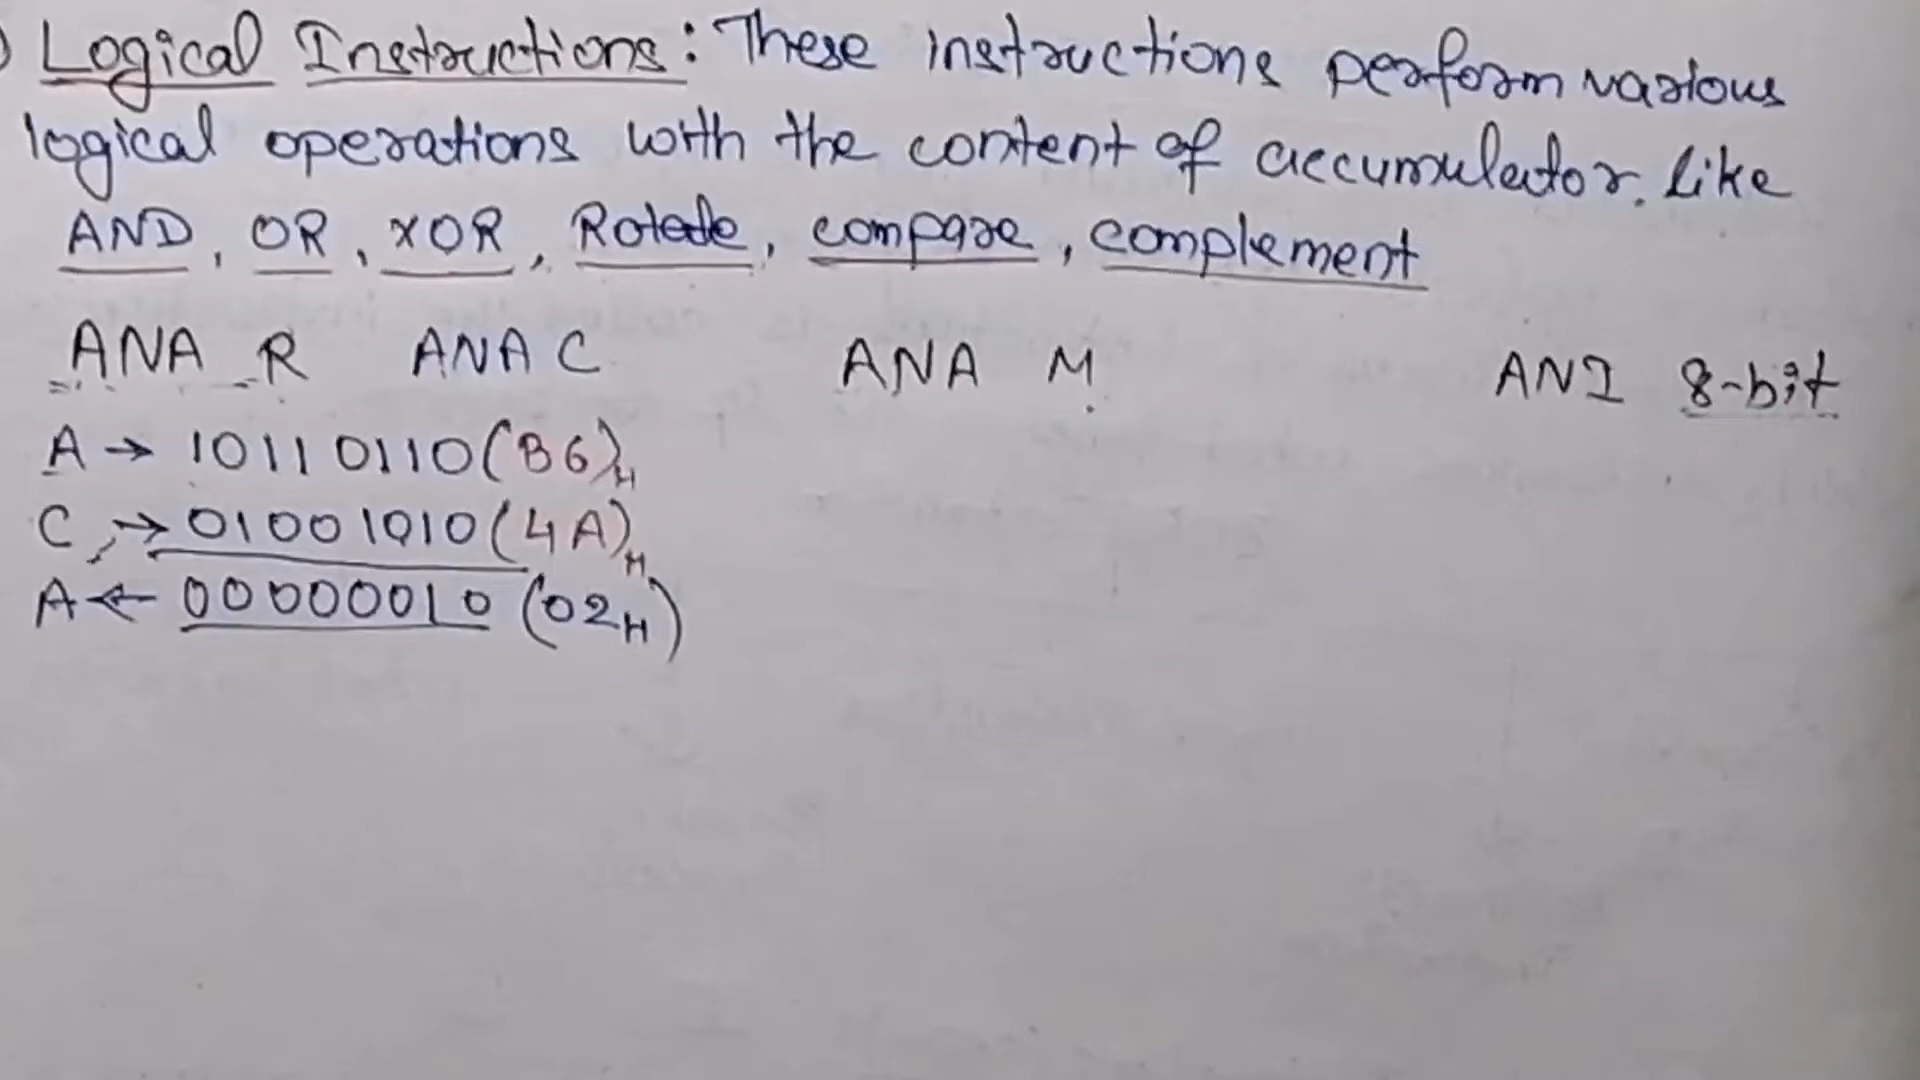 Logical Instructions: These instructions perform various
logical operations with the content of accumulator. like
AND, OR, XOR, Rotate, compare, complement
ANA R ANA C ANA M ANI 8-bit
A → 10110110(B6)H
C → 01001010(4A)H
A ← 00000010 (02H)